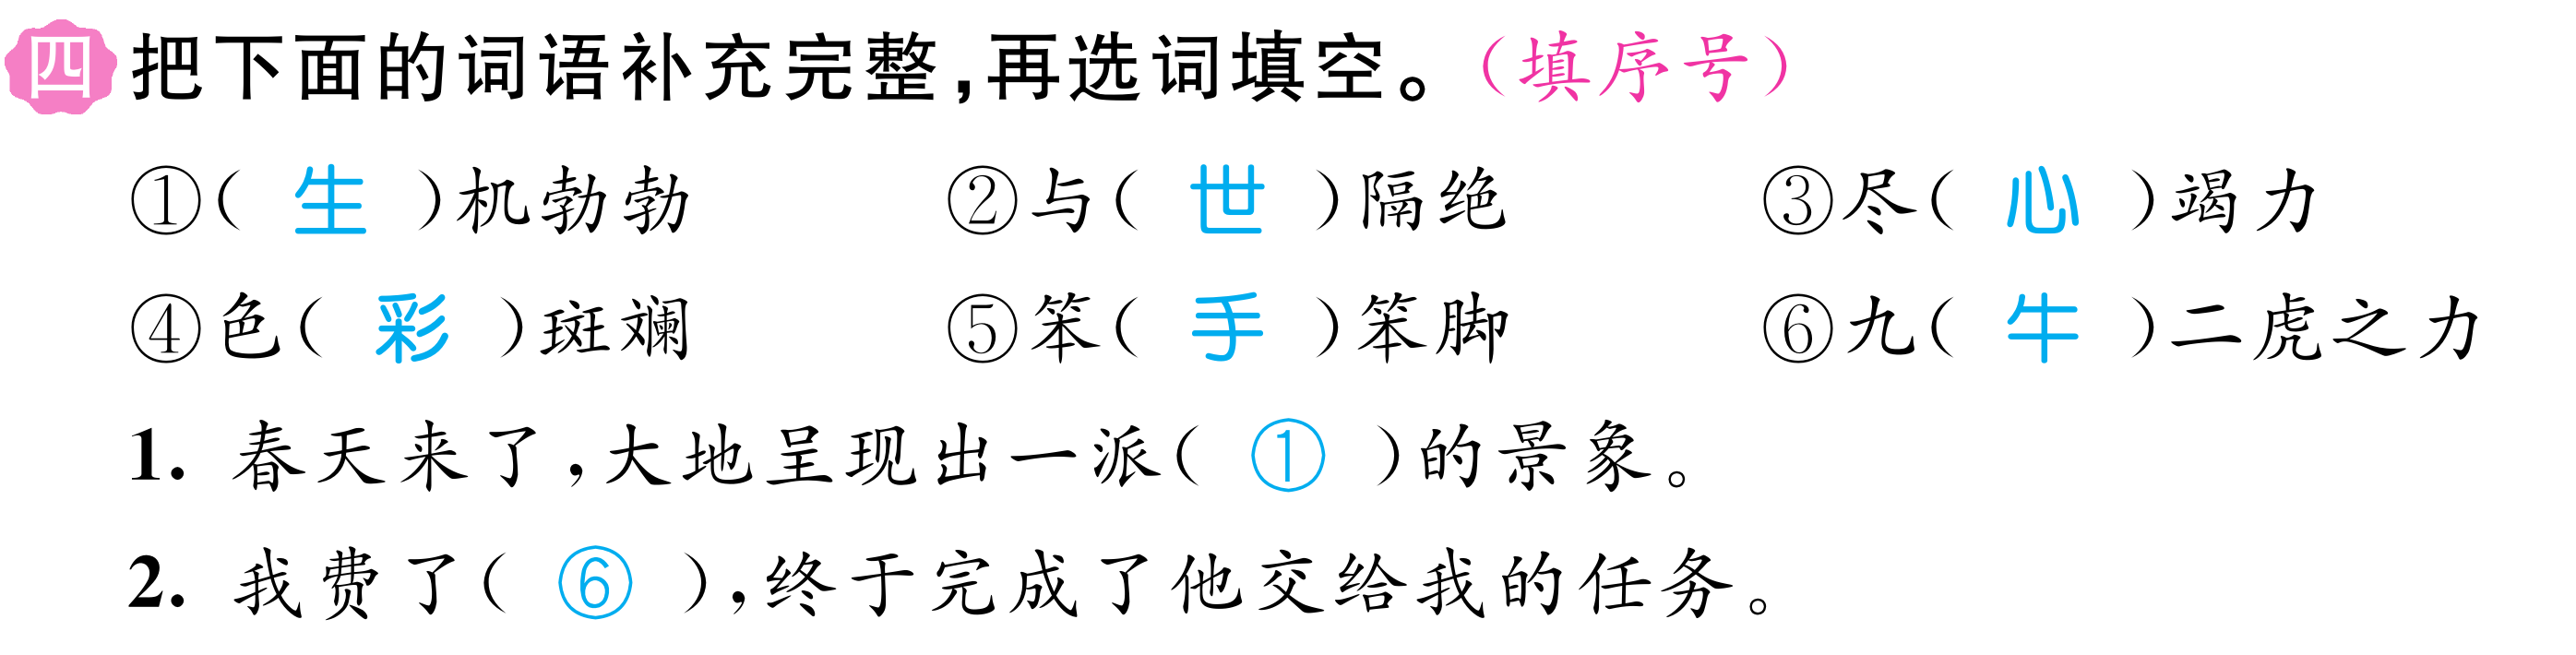 四 把下面的词语补充完整,再选词填空。(填序号)
①( 生 )机勃勃 ②与( 世 )隔绝 ③尽( 心 )竭力
④色( 彩 )斑斓 ⑤笨( 手 )笨脚 ⑥九( 牛 )二虎之力
1. 春天来了,大地呈现出一派( ① )的景象。
2. 我费了( ⑥ ),终于完成了他交给我的任务。